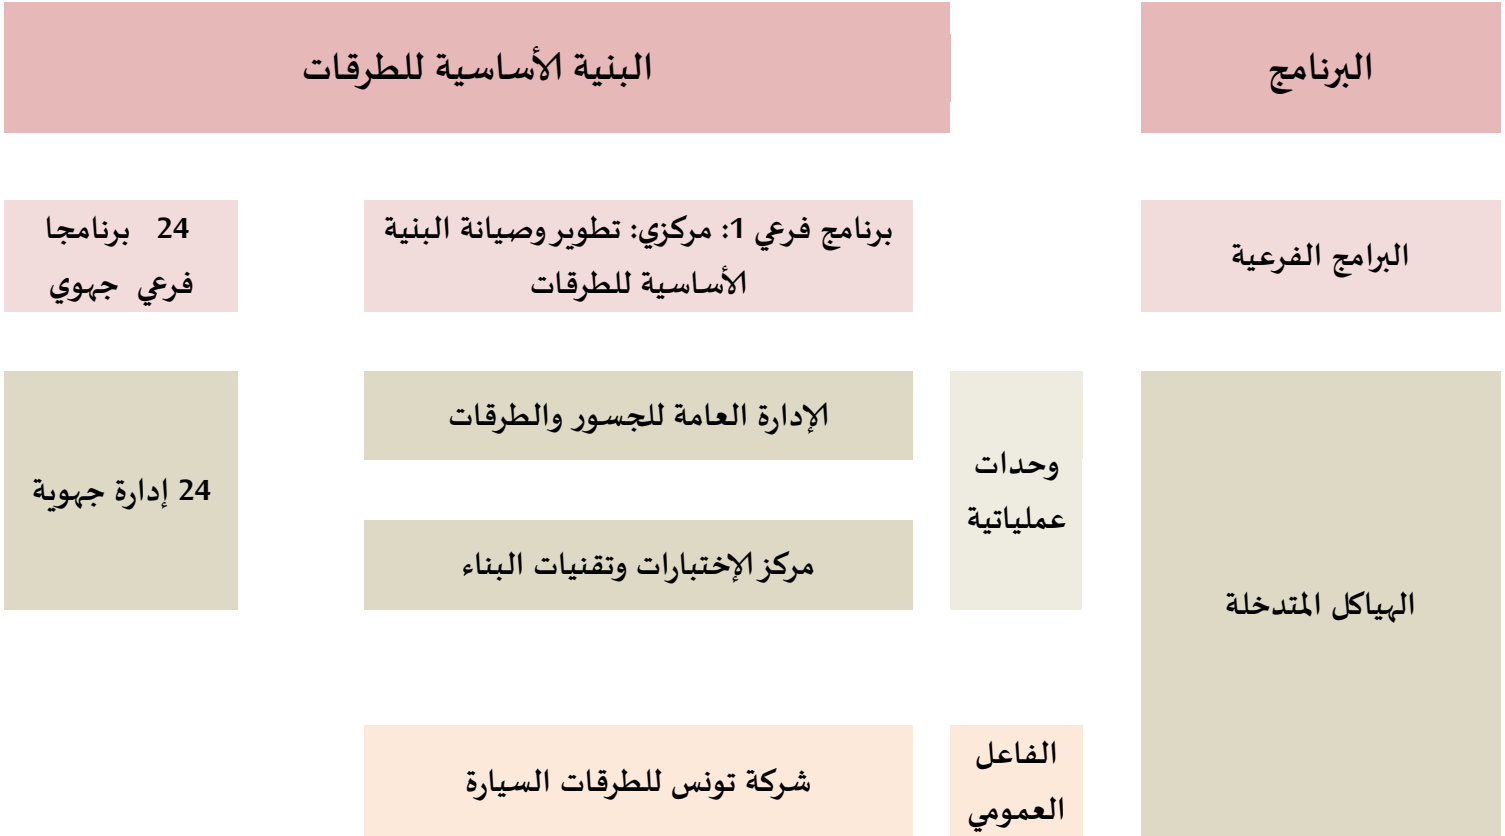 البرنامج
البنية الأساسية للطرقات
البرامج الفرعية
برنامج فرعي 1: مركزي: تطوير وصيانة البنية
الأساسية للطرقات
24 برنامجا
فرعي جهوي
الهياكل المتدخلة
وحدات
عملياتية
الإدارة العامة للجسور والطرقات
مركز الإختبارات وتقنيات البناء
24 إدارة جهوية
الفاعل
العمومي
شركة تونس للطرقات السيارة